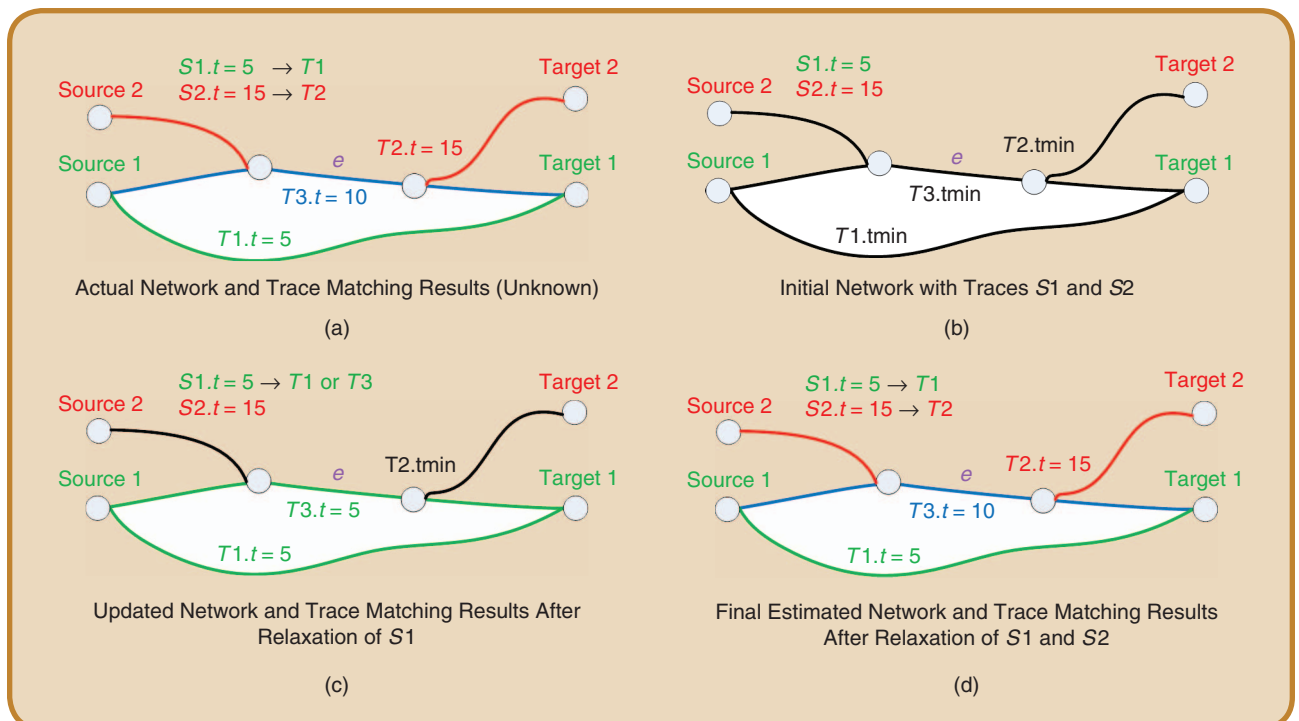 S1.t = 5 → T1
S2.t = 15 → T2
Source 2
Target 2
Source 1
e
T2.t = 15
Target 1
T3.t = 10
T1.t = 5
Actual Network and Trace Matching Results (Unknown)
(a)
S1.t = 5
S2.t = 15
Source 2
Target 2
Source 1
e
T2.tmin
Target 1
T3.tmin
T1.tmin
Initial Network with Traces S1 and S2
(b)
S1.t = 5 → T1 or T3
S2.t = 15
Source 2
Target 2
Source 1
e
T2.tmin
Target 1
T3.t = 5
T1.t = 5
Updated Network and Trace Matching Results After
Relaxation of S1
(c)
S1.t = 5 → T1
S2.t = 15 → T2
Source 2
Target 2
Source 1
e
T2.t = 15
Target 1
T3.t = 10
T1.t = 5
Final Estimated Network and Trace Matching Results
After Relaxation of S1 and S2
(d)